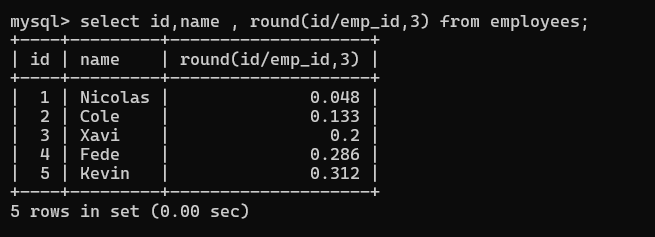 mysql> select id,name , round(id/emp_id,3) from employees;
+----+---------+--------------------+
| id | name    | round(id/emp_id,3) |
+----+---------+--------------------+
|  1 | Nicolas |              0.048 |
|  2 | Cole    |              0.133 |
|  3 | Xavi    |                0.2 |
|  4 | Fede    |              0.286 |
|  5 | Kevin   |              0.312 |
+----+---------+--------------------+
5 rows in set (0.00 sec)